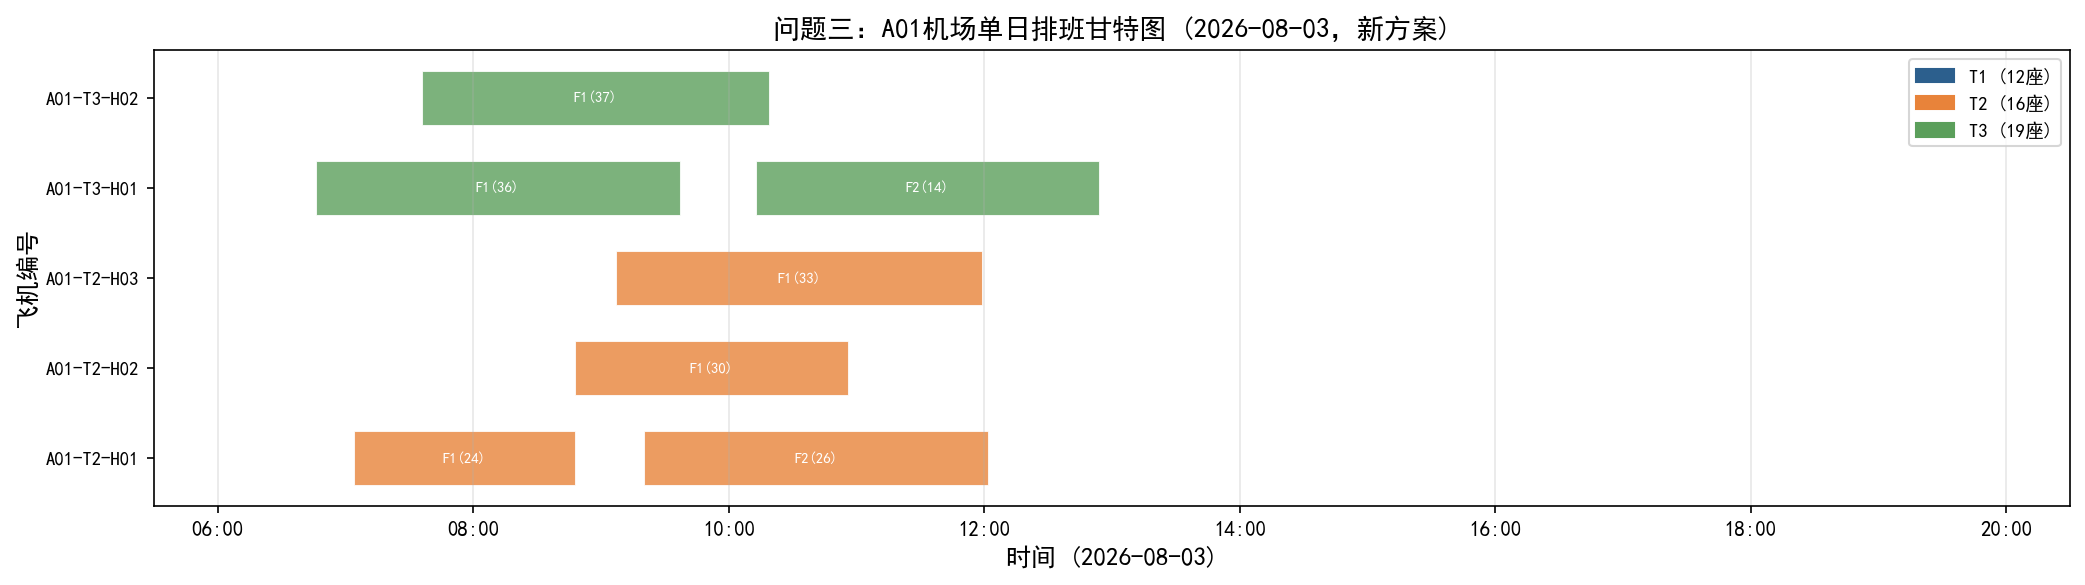 问题三：A01机场单日排班甘特图 (2026-08-03，新方案)
T1 (12座)
T2 (16座)
T3 (19座)
飞机编号
A01-T3-H02
F1(37)
A01-T3-H01
F1(36)
F2(14)
A01-T2-H03
F1(33)
A01-T2-H02
F1(30)
A01-T2-H01
F1(24)
F2(26)
06:00
08:00
10:00
12:00
14:00
16:00
18:00
20:00
时间 (2026-08-03)